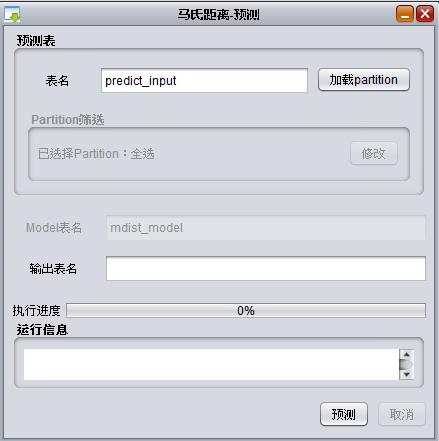 马氏距离-预测
预测表
表名 predict_input 加载partition
Partition筛选
已选择Partition：全选 修改
Model表名 mdist_model
输出表名
执行进度 0%
运行信息
预测 取消